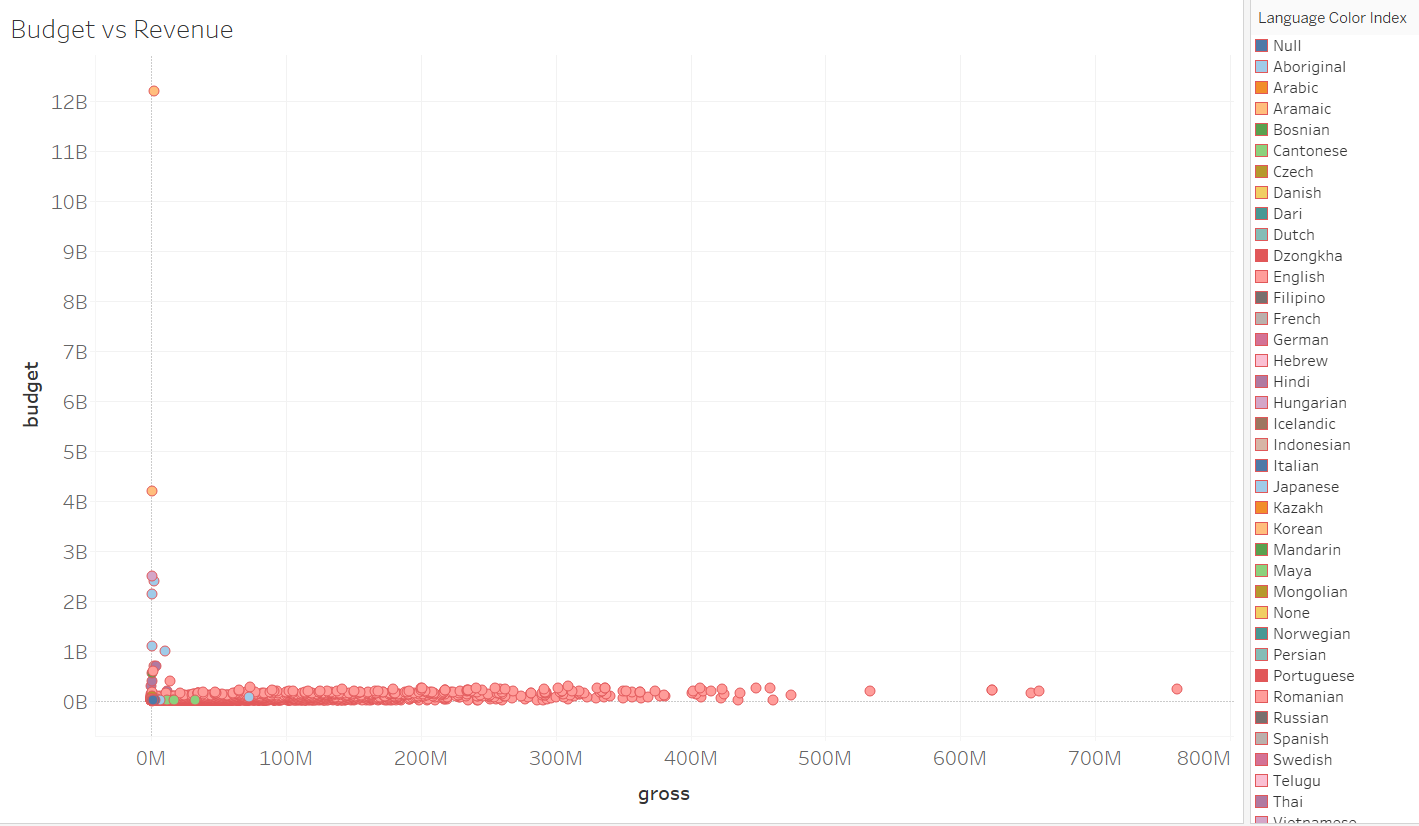 Budget vs Revenue
12B
11B
10B
9B
8B
7B
6B
5B
4B
3B
2B
1B
0B
budget
0M
100M
200M
300M
400M
500M
600M
700M
800M
gross
Language Color Index
Null
Aboriginal
Arabic
Aramaic
Bosnian
Cantonese
Czech
Danish
Dari
Dutch
Dzongkha
English
Filipino
French
German
Hebrew
Hindi
Hungarian
Icelandic
Indonesian
Italian
Japanese
Kazakh
Korean
Mandarin
Maya
Mongolian
None
Norwegian
Persian
Portuguese
Romanian
Russian
Spanish
Swedish
Telugu
Thai
Vietnamese